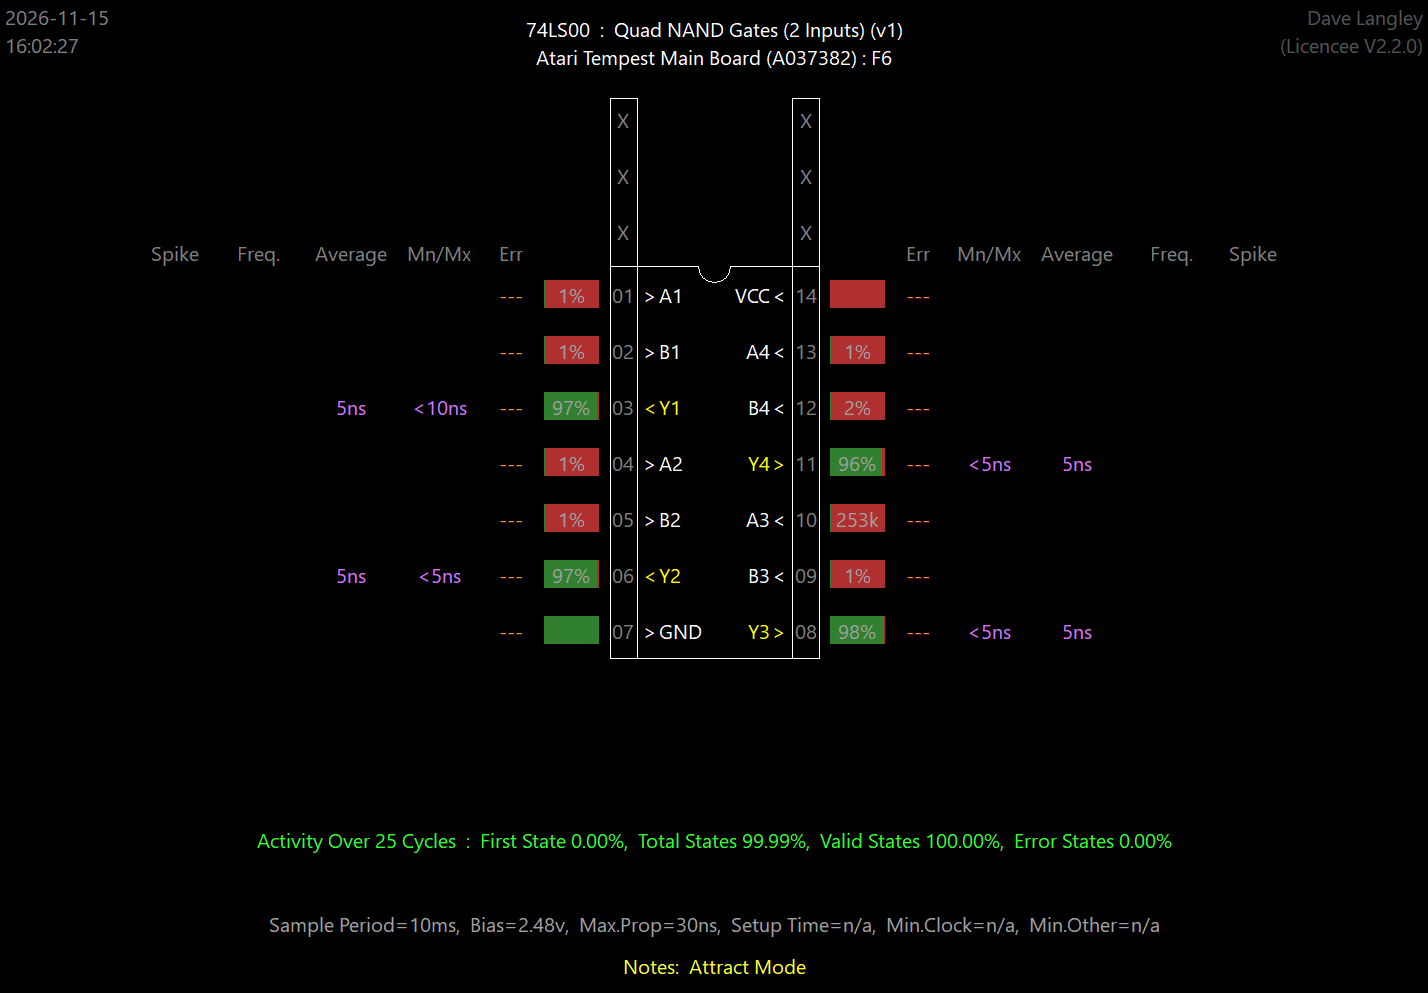 2026-11-15
16:02:27
74LS00 : Quad NAND Gates (2 Inputs) (v1)
Atari Tempest Main Board (A037382) : F6
Dave Langley
(Licencee V2.2.0)
X X
X X
X X
Spike Freq. Average Mn/Mx Err Err Mn/Mx Average Freq. Spike
--- 1% 01 >A1 VCC< 14 ---
--- 1% 02 >B1 A4< 13 1% ---
5ns <10ns --- 97% 03 <Y1 B4< 12 2% ---
--- 1% 04 >A2 Y4> 11 96% --- <5ns 5ns
--- 1% 05 >B2 A3< 10 253k ---
5ns <5ns --- 97% 06 <Y2 B3< 09 1% ---
--- 07 >GND Y3> 08 98% --- <5ns 5ns
Activity Over 25 Cycles : First State 0.00%, Total States 99.99%, Valid States 100.00%, Error States 0.00%
Sample Period=10ms, Bias=2.48v, Max.Prop=30ns, Setup Time=n/a, Min.Clock=n/a, Min.Other=n/a
Notes: Attract Mode